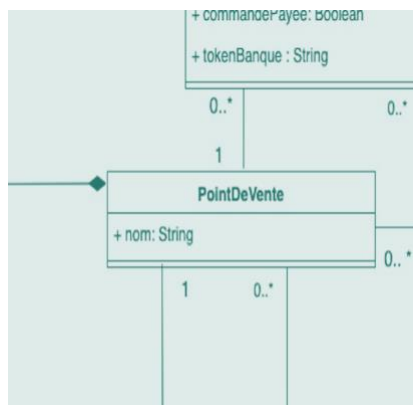 + commandePayee: Boolean
+ tokenBanque : String
0..*
0..*
1
PointDeVente
+ nom: String
0.. *
1
0..*